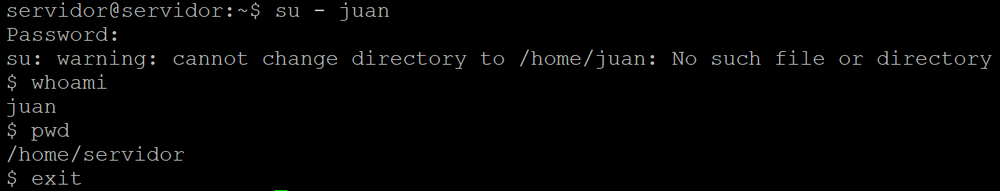 servidor@servidor:~$ su - juan
Password:
su: warning: cannot change directory to /home/juan: No such file or directory
$ whoami
juan
$ pwd
/home/servidor
$ exit